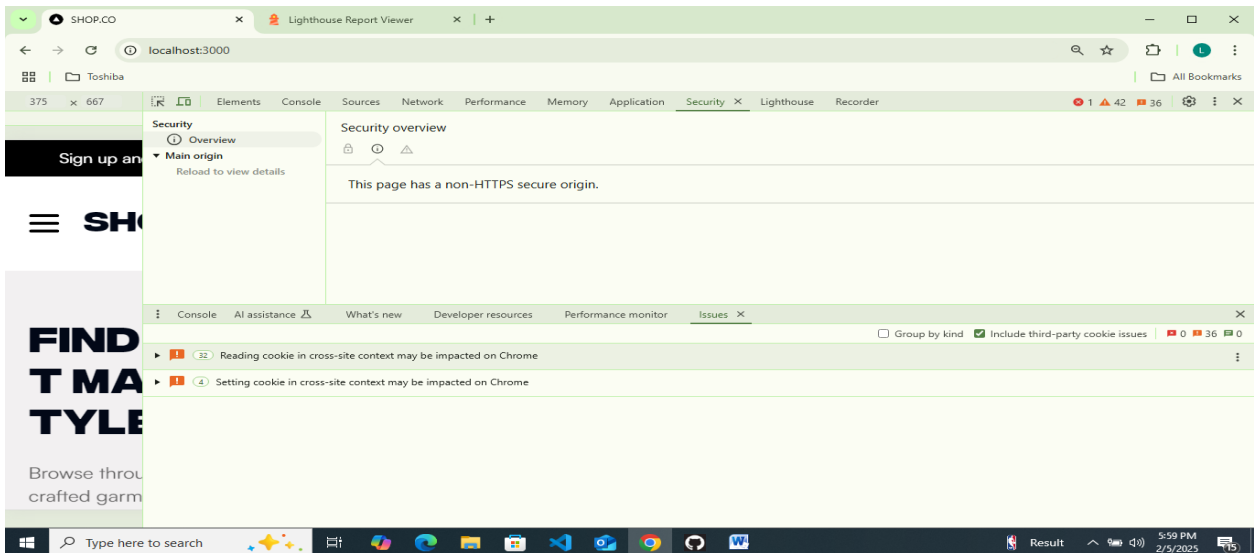 SHOP.CO
Lighthouse Report Viewer
localhost:3000
L
Toshiba
All Bookmarks
375 × 667
Elements Console Sources Network Performance Memory Application Security Lighthouse Recorder
1 42 36
Security
Overview
Main origin
Reload to view details
Security overview
This page has a non-HTTPS secure origin.
Sign up an
SHO
FIND
T MA
TYLE
Browse throu
crafted garm
Console AI assistance What's new Developer resources Performance monitor Issues
Group by kind Include third-party cookie issues 0 36 0
32 Reading cookie in cross-site context may be impacted on Chrome
4 Setting cookie in cross-site context may be impacted on Chrome
Type here to search
Result
5:59 PM
2/5/2025
15